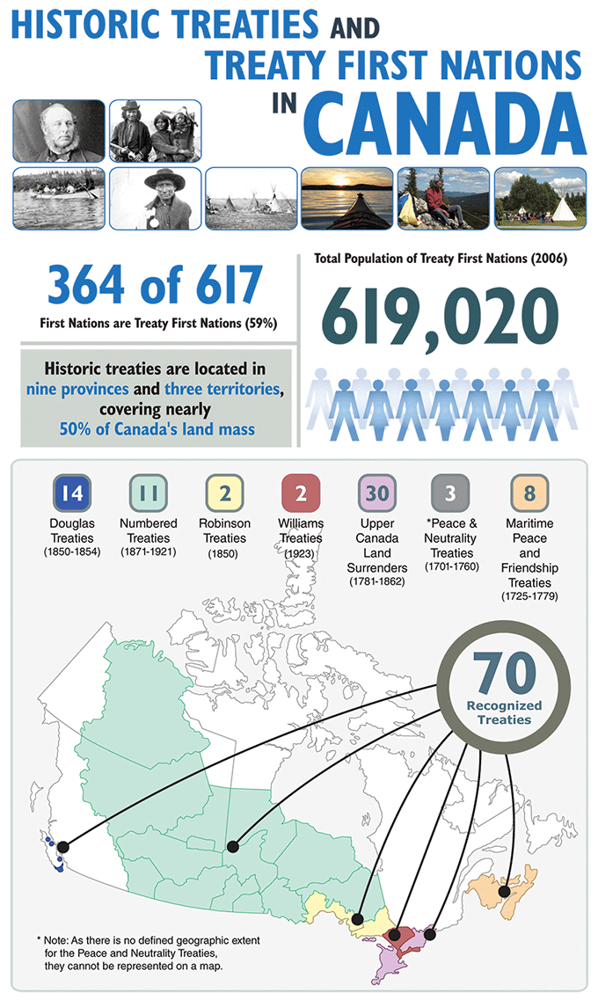 HISTORIC TREATIES AND
TREATY FIRST NATIONS
IN CANADA
364 of 617
First Nations are Treaty First Nations (59%)
Historic treaties are located in
nine provinces and three territories,
covering nearly
50% of Canada's land mass
Total Population of Treaty First Nations (2006)
619,020
14
Douglas
Treaties
(1850-1854)
11
Numbered
Treaties
(1871-1921)
2
Robinson
Treaties
(1850)
2
Williams
Treaties
(1923)
30
Upper
Canada
Land
Surrenders
(1781-1862)
3
*Peace &
Neutrality
Treaties
(1701-1760)
8
Maritime
Peace
and
Friendship
Treaties
(1725-1779)
70
Recognized
Treaties
* Note: As there is no defined geographic extent
for the Peace and Neutrality Treaties,
they cannot be represented on a map.